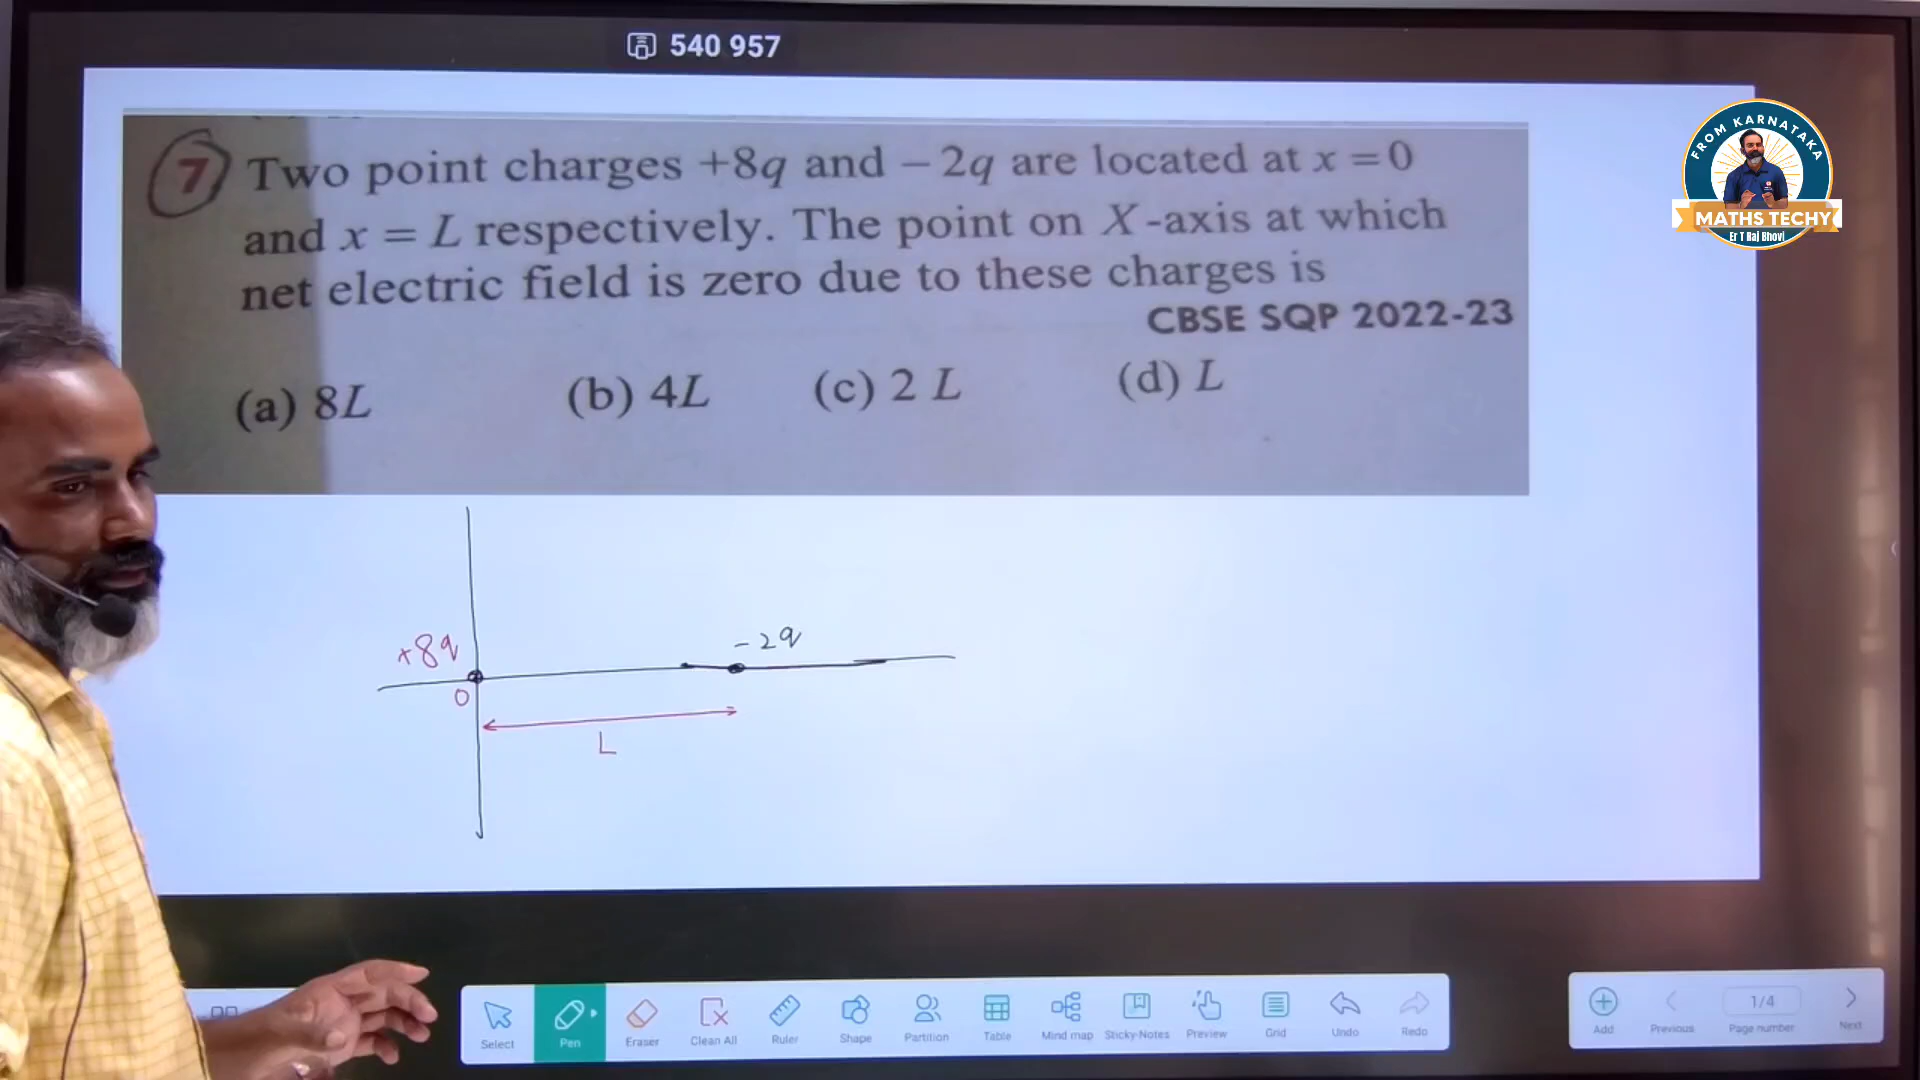 540 957
FROM KARNATAKA
MATHS TECHY
Er T Raj Bhovi
7 Two point charges +8q and −2q are located at x = 0
and x = L respectively. The point on X-axis at which
net electric field is zero due to these charges is
CBSE SQP 2022-23
(a) 8L (b) 4L (c) 2 L (d) L
+8q
-2q
0
L
Select Pen Eraser Clean All Ruler Shape Partition Table Mind map Sticky-Notes Preview Grid Undo Redo
Add Previous 1/4 Page number Next